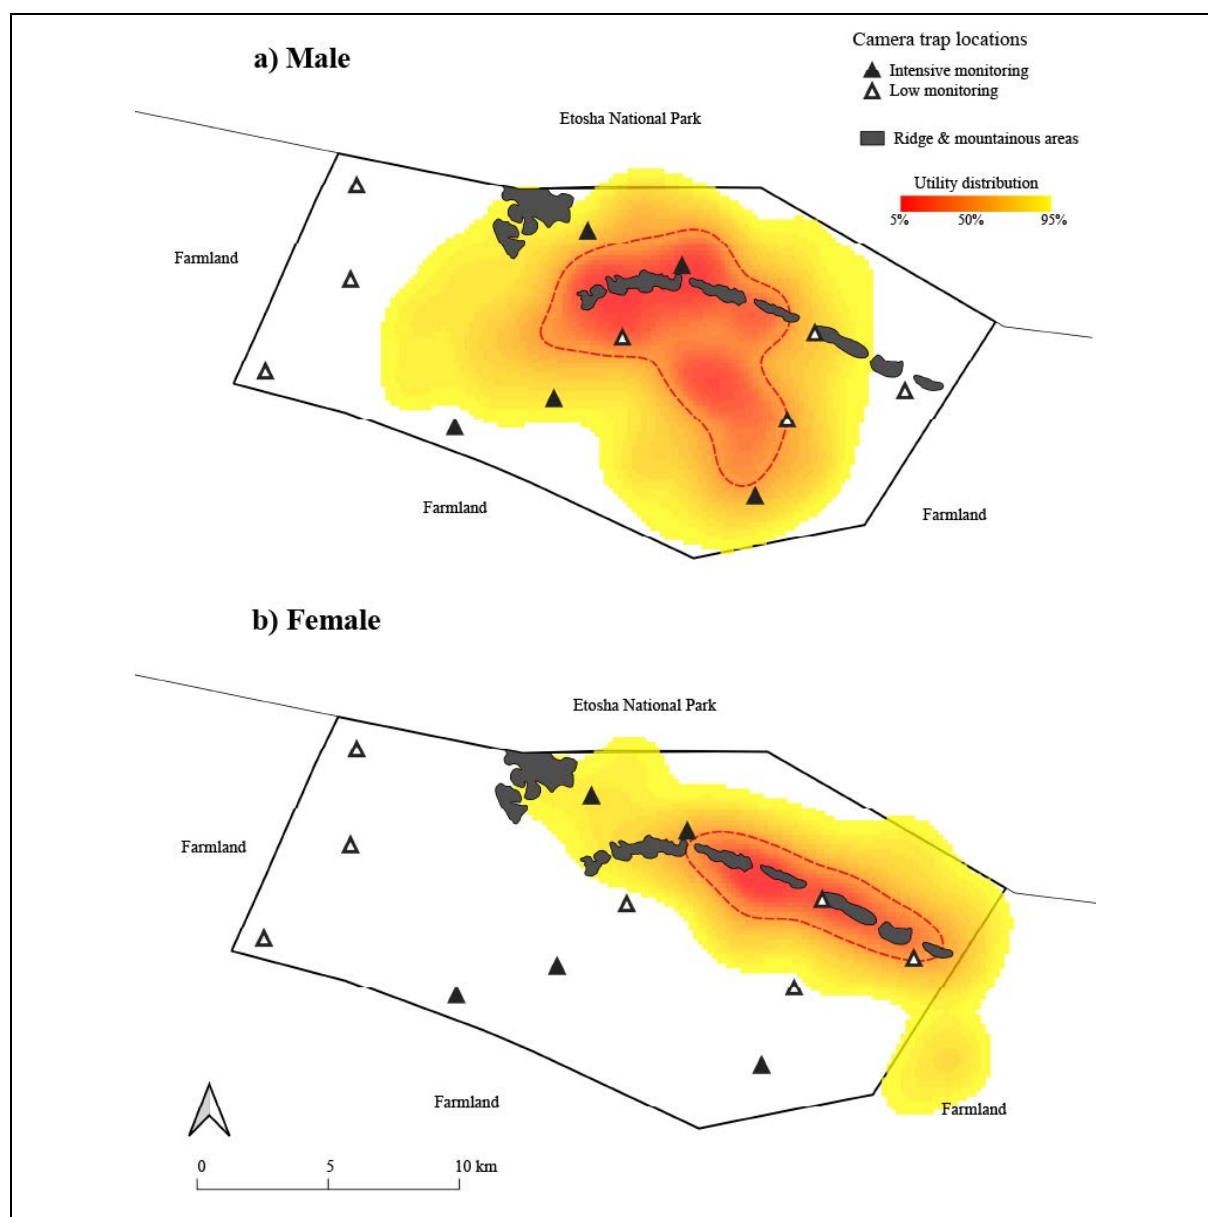 a) Male
Camera trap locations
Intensive monitoring
Low monitoring
Etosha National Park
Ridge & mountainous areas
Utility distribution
5% 50% 95%
Farmland
Farmland
Farmland
b) Female
Etosha National Park
Farmland
Farmland
Farmland
0 5 10 km